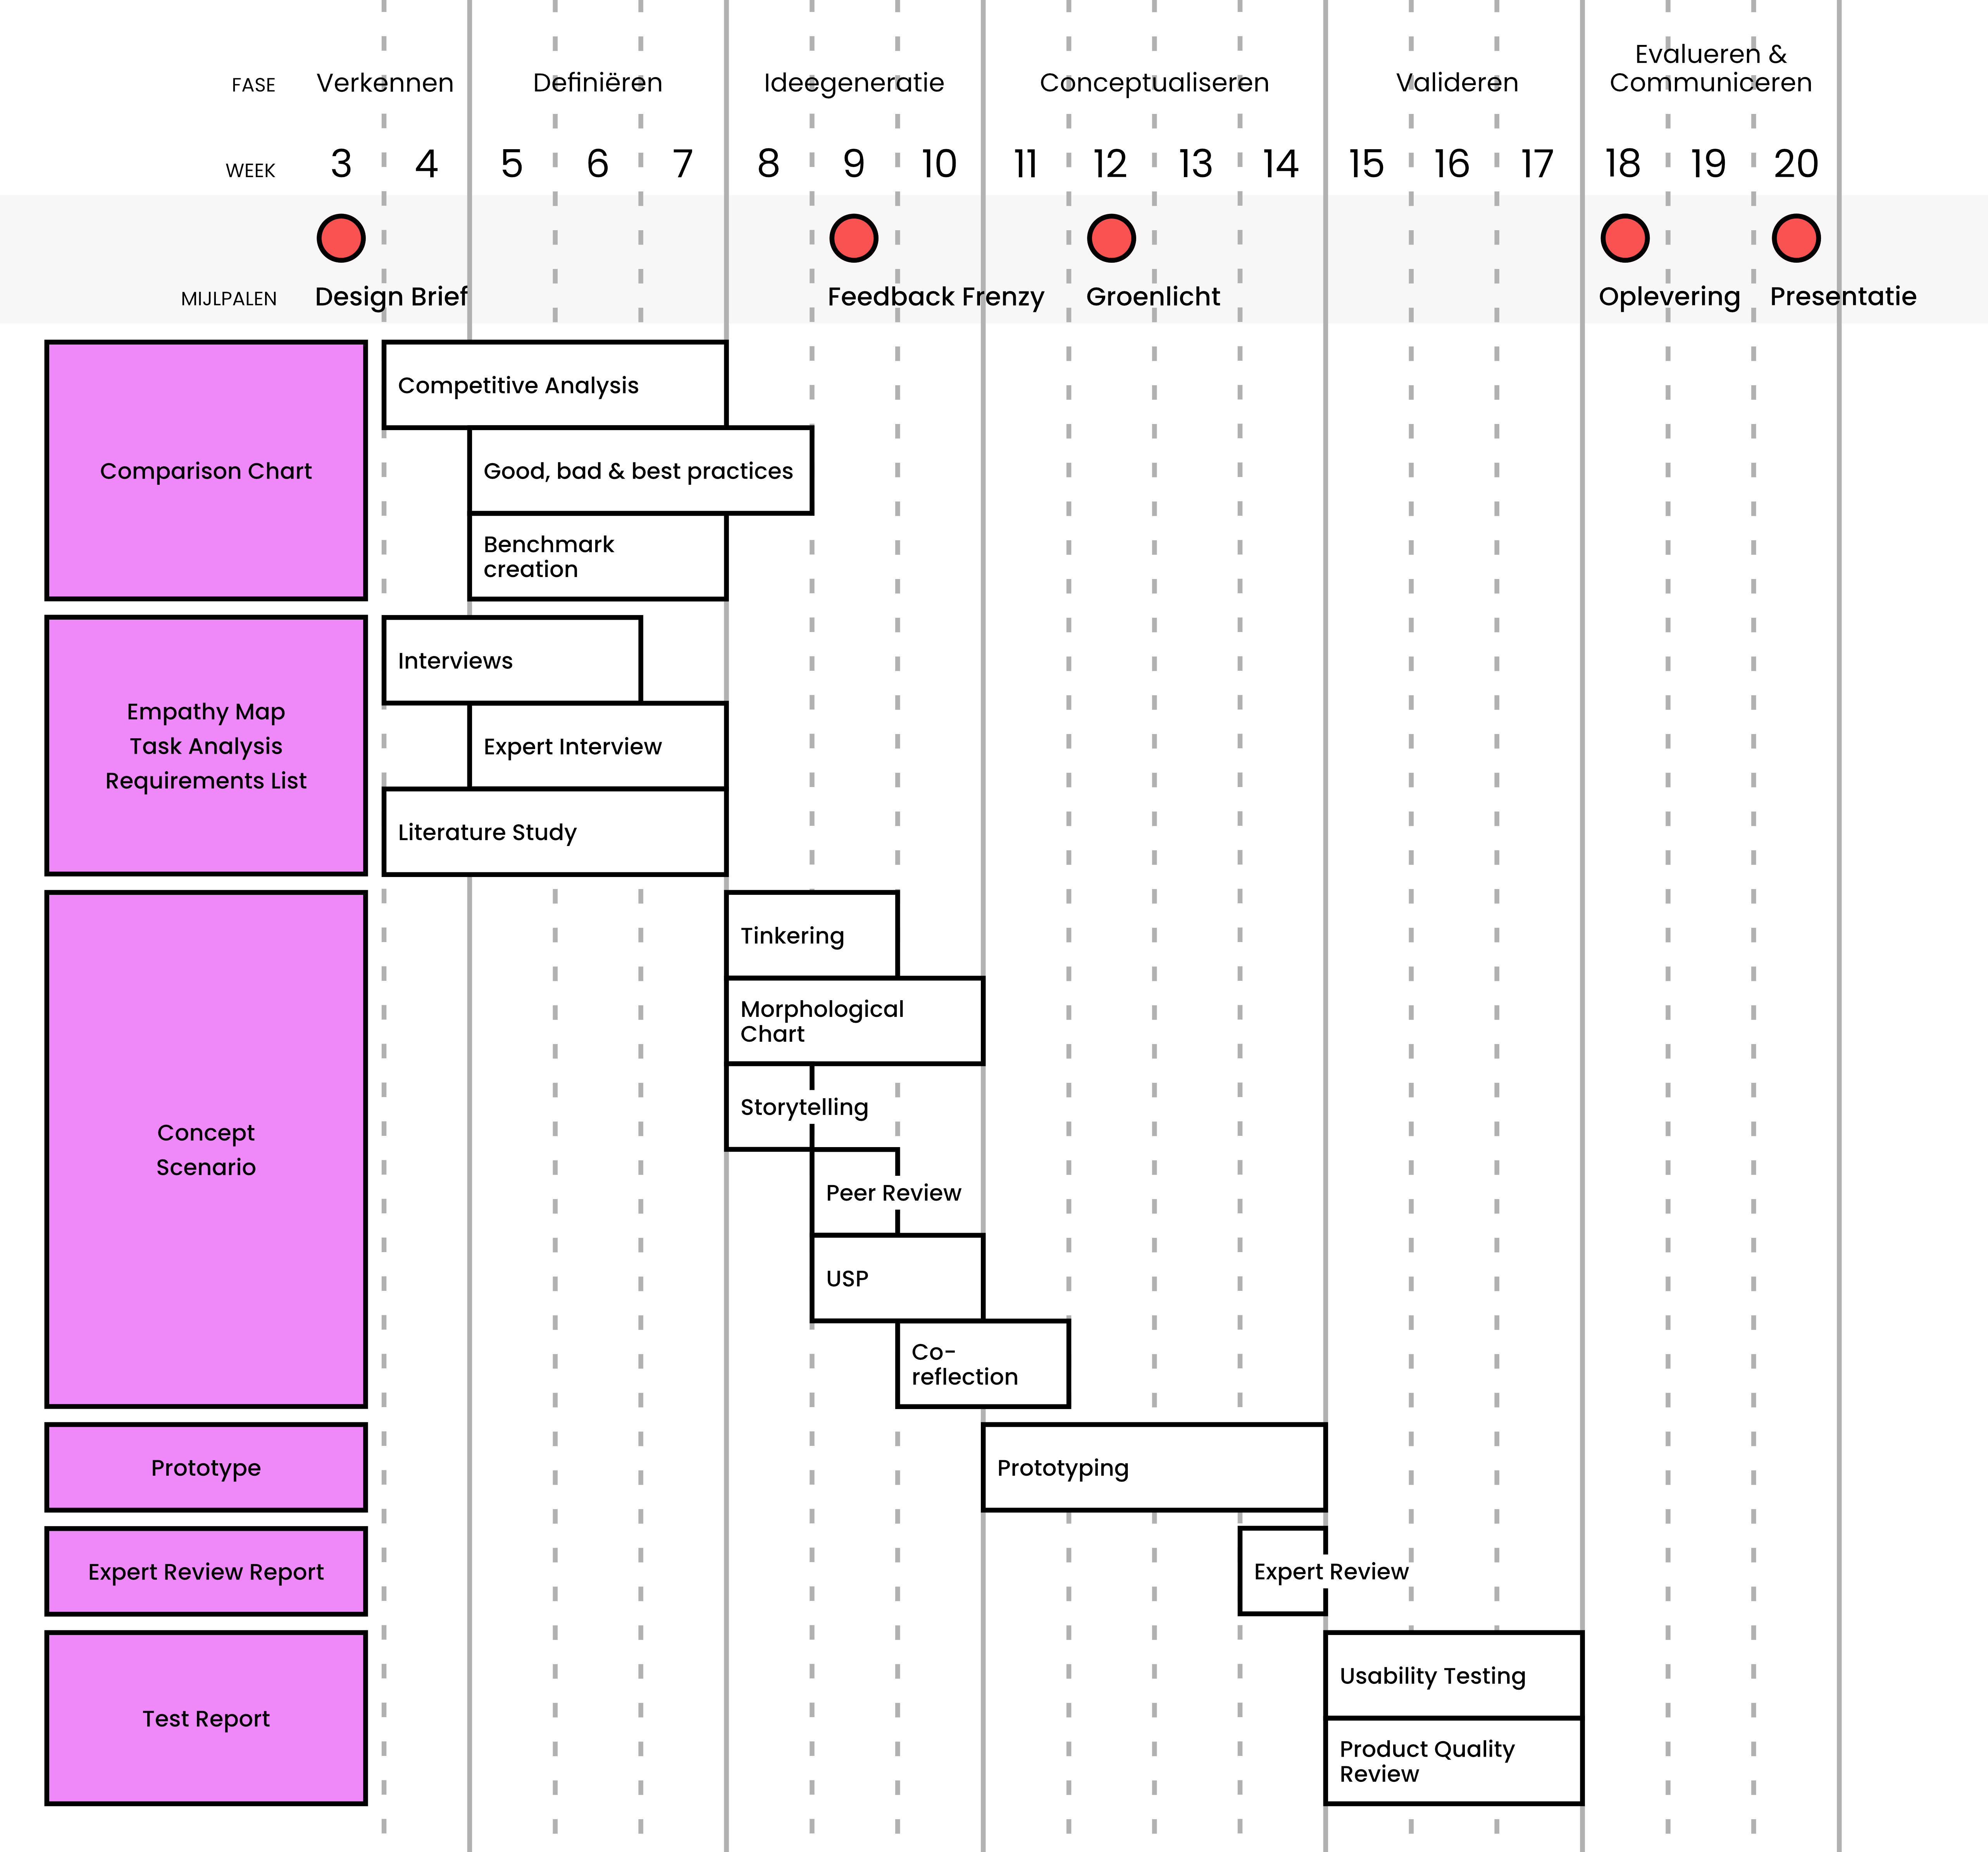 Evalueren &
FASE Verkennen Definiëren Ideegeneratie Conceptualiseren Valideren Communiceren
WEEK 3 4 5 6 7 8 9 10 11 12 13 14 15 16 17 18 19 20
MIJLPALEN Design Brief Feedback Frenzy Groenlicht Oplevering Presentatie
Comparison Chart
Competitive Analysis
Good, bad & best practices
Benchmark
creation
Empathy Map
Task Analysis
Requirements List
Interviews
Expert Interview
Literature Study
Concept
Scenario
Tinkering
Morphological
Chart
Storytelling
Peer Review
USP
Co-
reflection
Prototype
Prototyping
Expert Review Report
Expert Review
Test Report
Usability Testing
Product Quality
Review